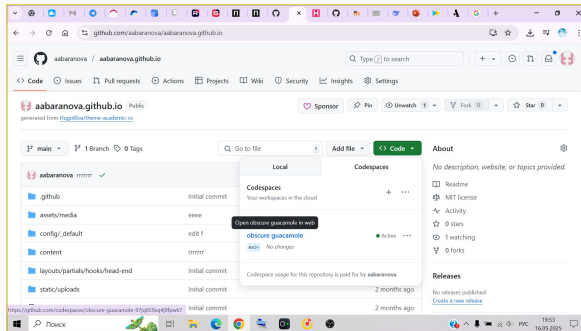 github.com/aabaranova/aabaranova.github.io
aabaranova / aabaranova.github.io
Type / to search
Code
Issues
Pull requests
Actions
Projects
Wiki
Security
Insights
Settings
aabaranova.github.io Public
generated from HugoBlox/theme-academic-cv
Sponsor
Pin
Unwatch 1
Fork 0
Star 0
main
1 Branch
0 Tags
Go to file
Add file
Code
About
Local
Codespaces
No description, website, or topics provided.
aabaranova rrrrrr
Codespaces
Your workspaces in the cloud
Readme
MIT license
Activity
0 stars
1 watching
0 forks
.github
Initial commit
assets/media
eeee
Open obscure guacamole in web
config/_default
edit f
obscure guacamole
Active
main No changes
content
rrrrrr
layouts/partials/hooks/head-end
Initial commit
Codespace usage for this repository is paid for by aabaranova
Releases
static/uploads
Initial commit
2 months ago
No releases published
Create a new release
Initial commit
2 months ago
Поиск
РУС
19:53
16.05.2025